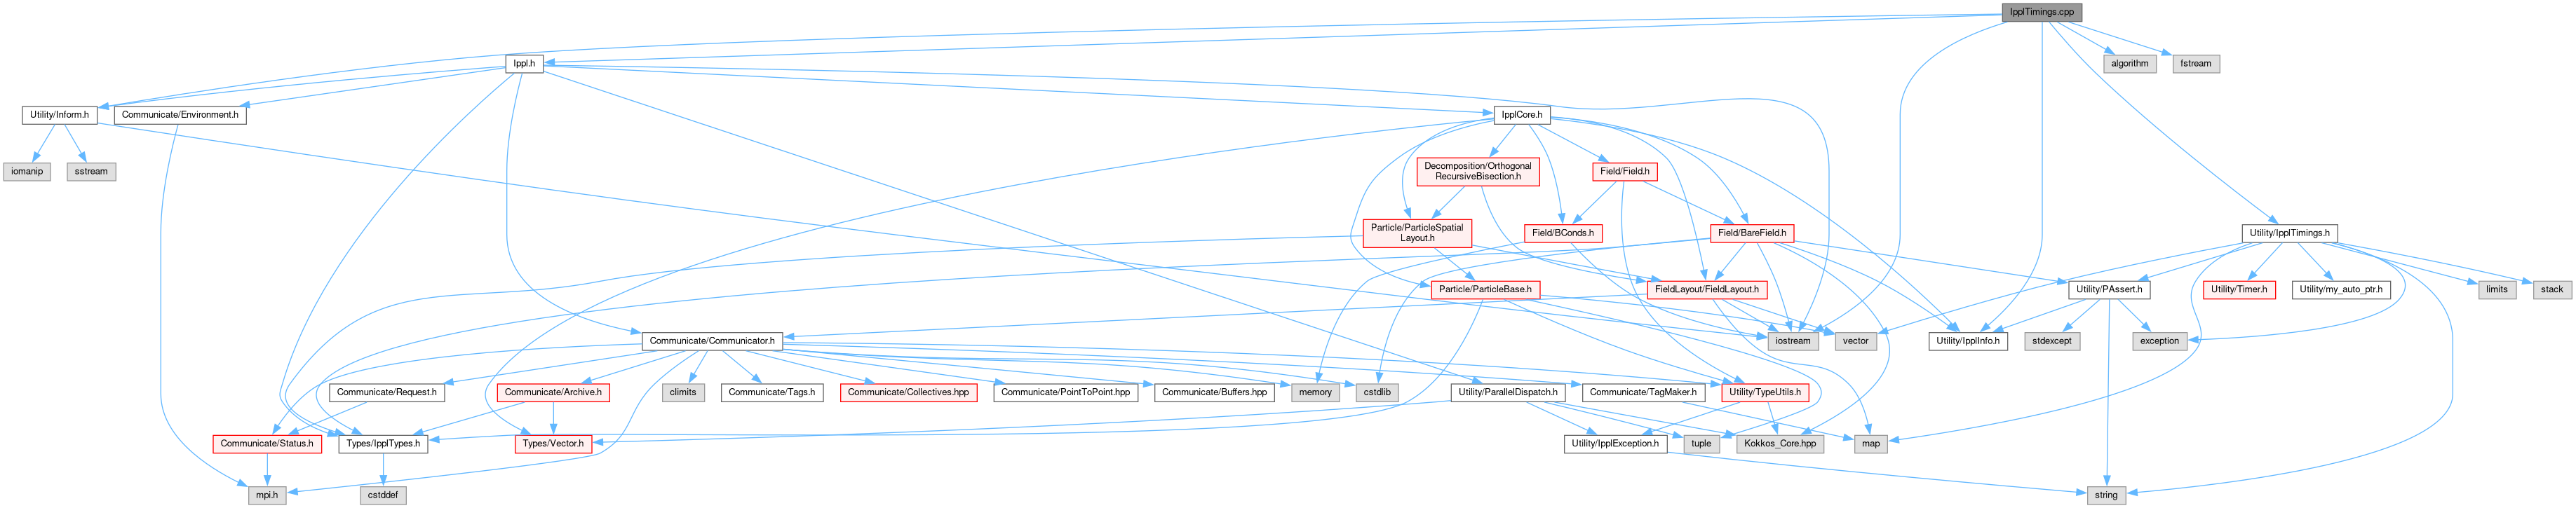 IpplTimings.cpp
Ippl.h
algorithm
fstream
Utility/Inform.h
Communicate/Environment.h
IpplCore.h
iomanip
sstream
Decomposition/Orthogonal
RecursiveBisection.h
Field/Field.h
Particle/ParticleSpatial
Layout.h
Field/BConds.h
Field/BareField.h
Utility/IpplTimings.h
Particle/ParticleBase.h
FieldLayout/FieldLayout.h
Utility/PAssert.h
Utility/Timer.h
Utility/my_auto_ptr.h
limits
stack
Communicate/Communicator.h
iostream
vector
Utility/IpplInfo.h
stdexcept
exception
Communicate/Request.h
Communicate/Archive.h
climits
Communicate/Tags.h
Communicate/Collectives.hpp
Communicate/PointToPoint.hpp
Communicate/Buffers.hpp
memory
cstdlib
Utility/ParallelDispatch.h
Communicate/TagMaker.h
Utility/TypeUtils.h
Communicate/Status.h
Types/IpplTypes.h
Types/Vector.h
Utility/IpplException.h
tuple
Kokkos_Core.hpp
map
mpi.h
cstddef
string